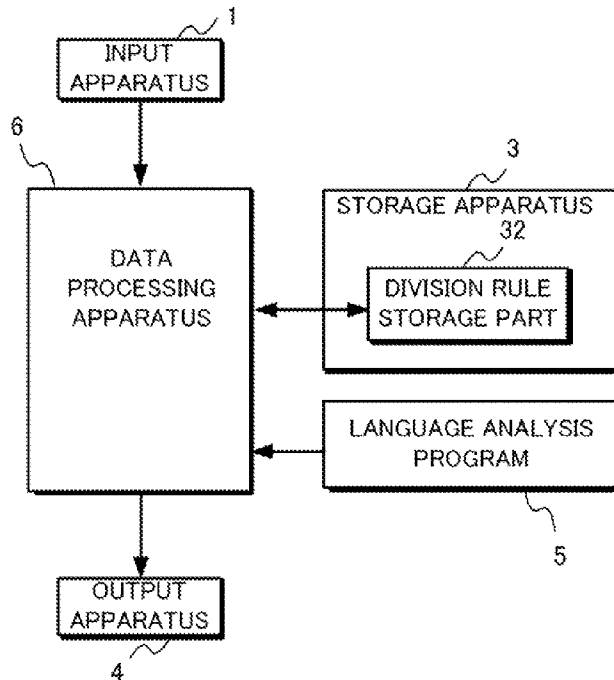 1
INPUT
APPARATUS
6
DATA
PROCESSING
APPARATUS
3
STORAGE APPARATUS
32
DIVISION RULE
STORAGE PART
LANGUAGE ANALYSIS
PROGRAM
5
OUTPUT
APPARATUS
4